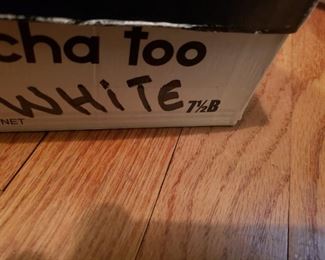 cha too
WHiTE 7½B
NET